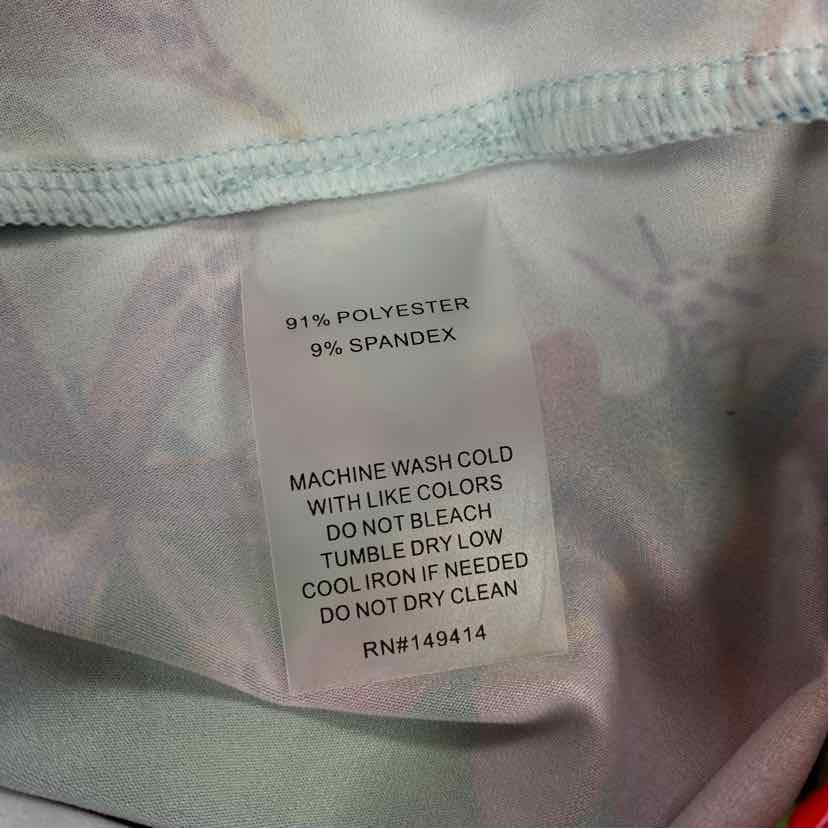 91% POLYESTER
9% SPANDEX
MACHINE WASH COLD
WITH LIKE COLORS
DO NOT BLEACH
TUMBLE DRY LOW
COOL IRON IF NEEDED
DO NOT DRY CLEAN
RN#149414